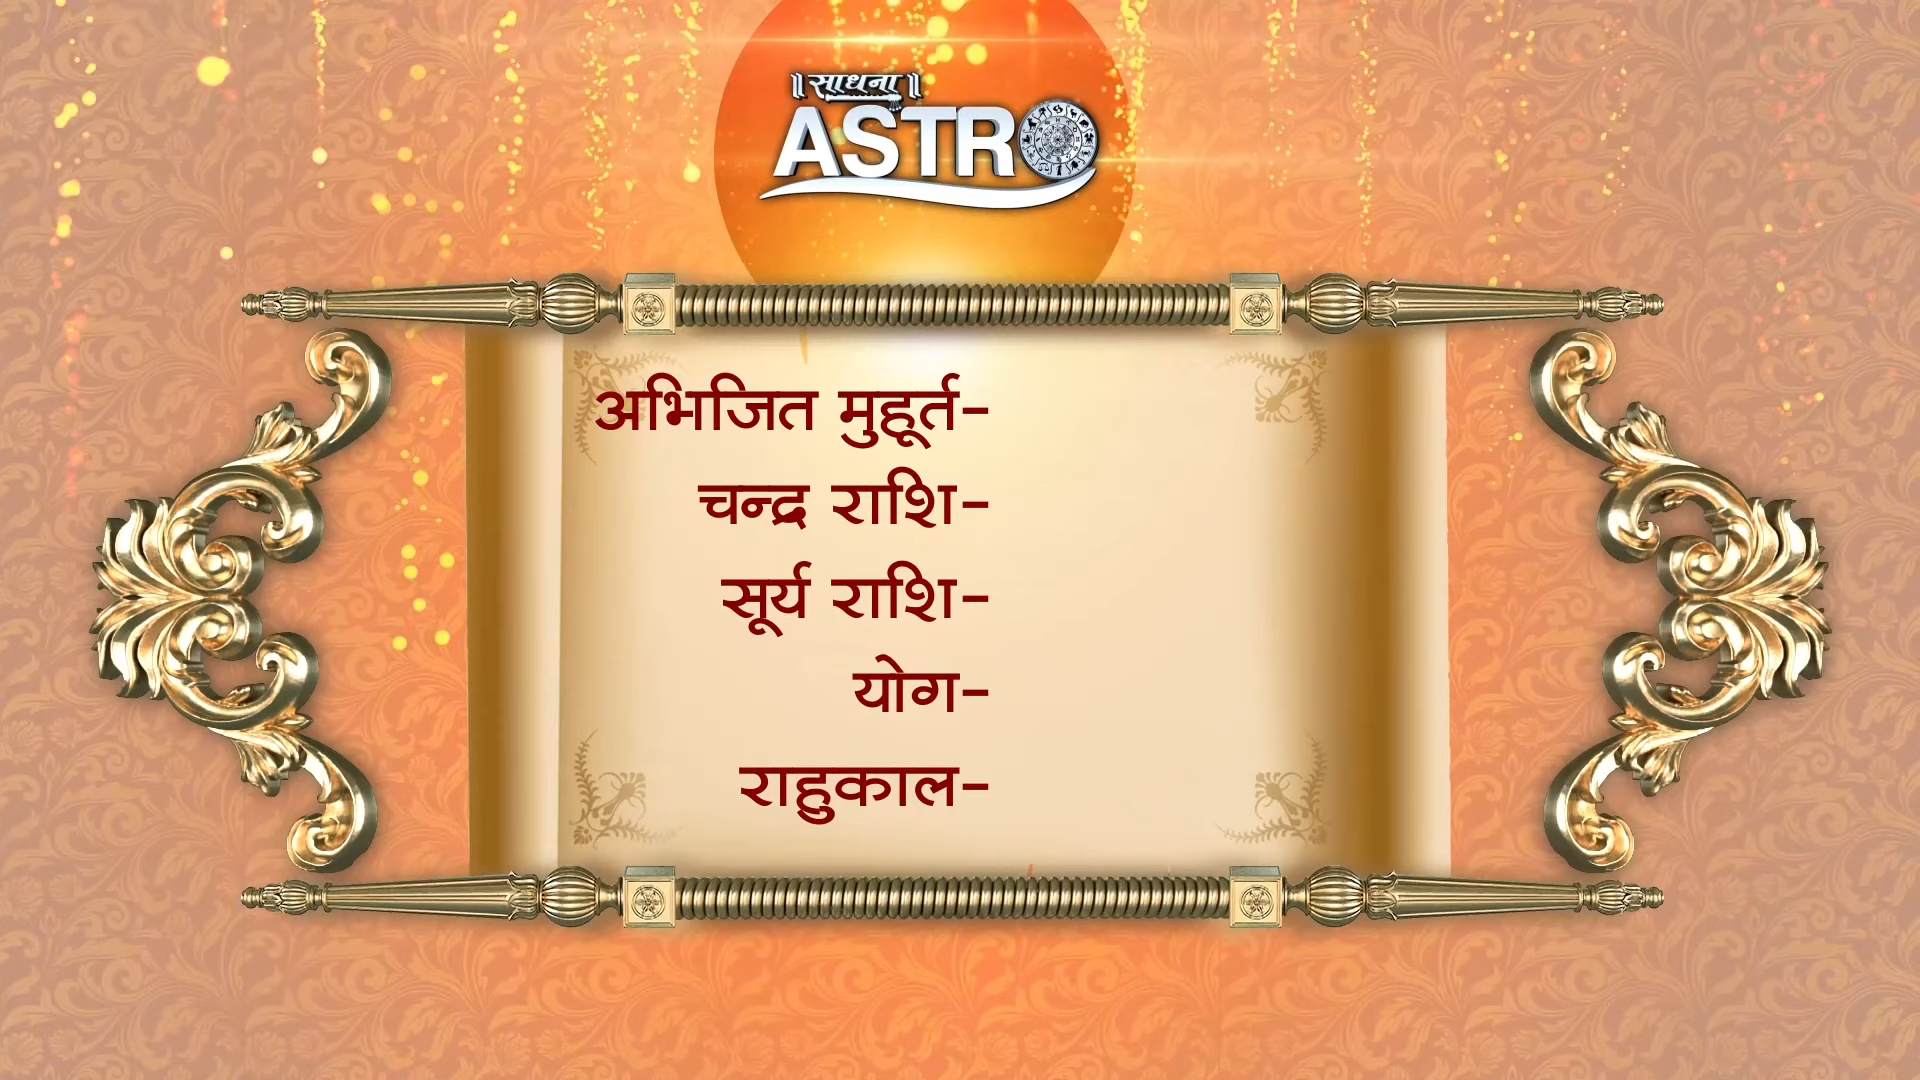 ॥ साधना ॥
ASTRO
अभिजित मुहूर्त-
चन्द्र राशि-
सूर्य राशि-
योग-
राहुकाल-